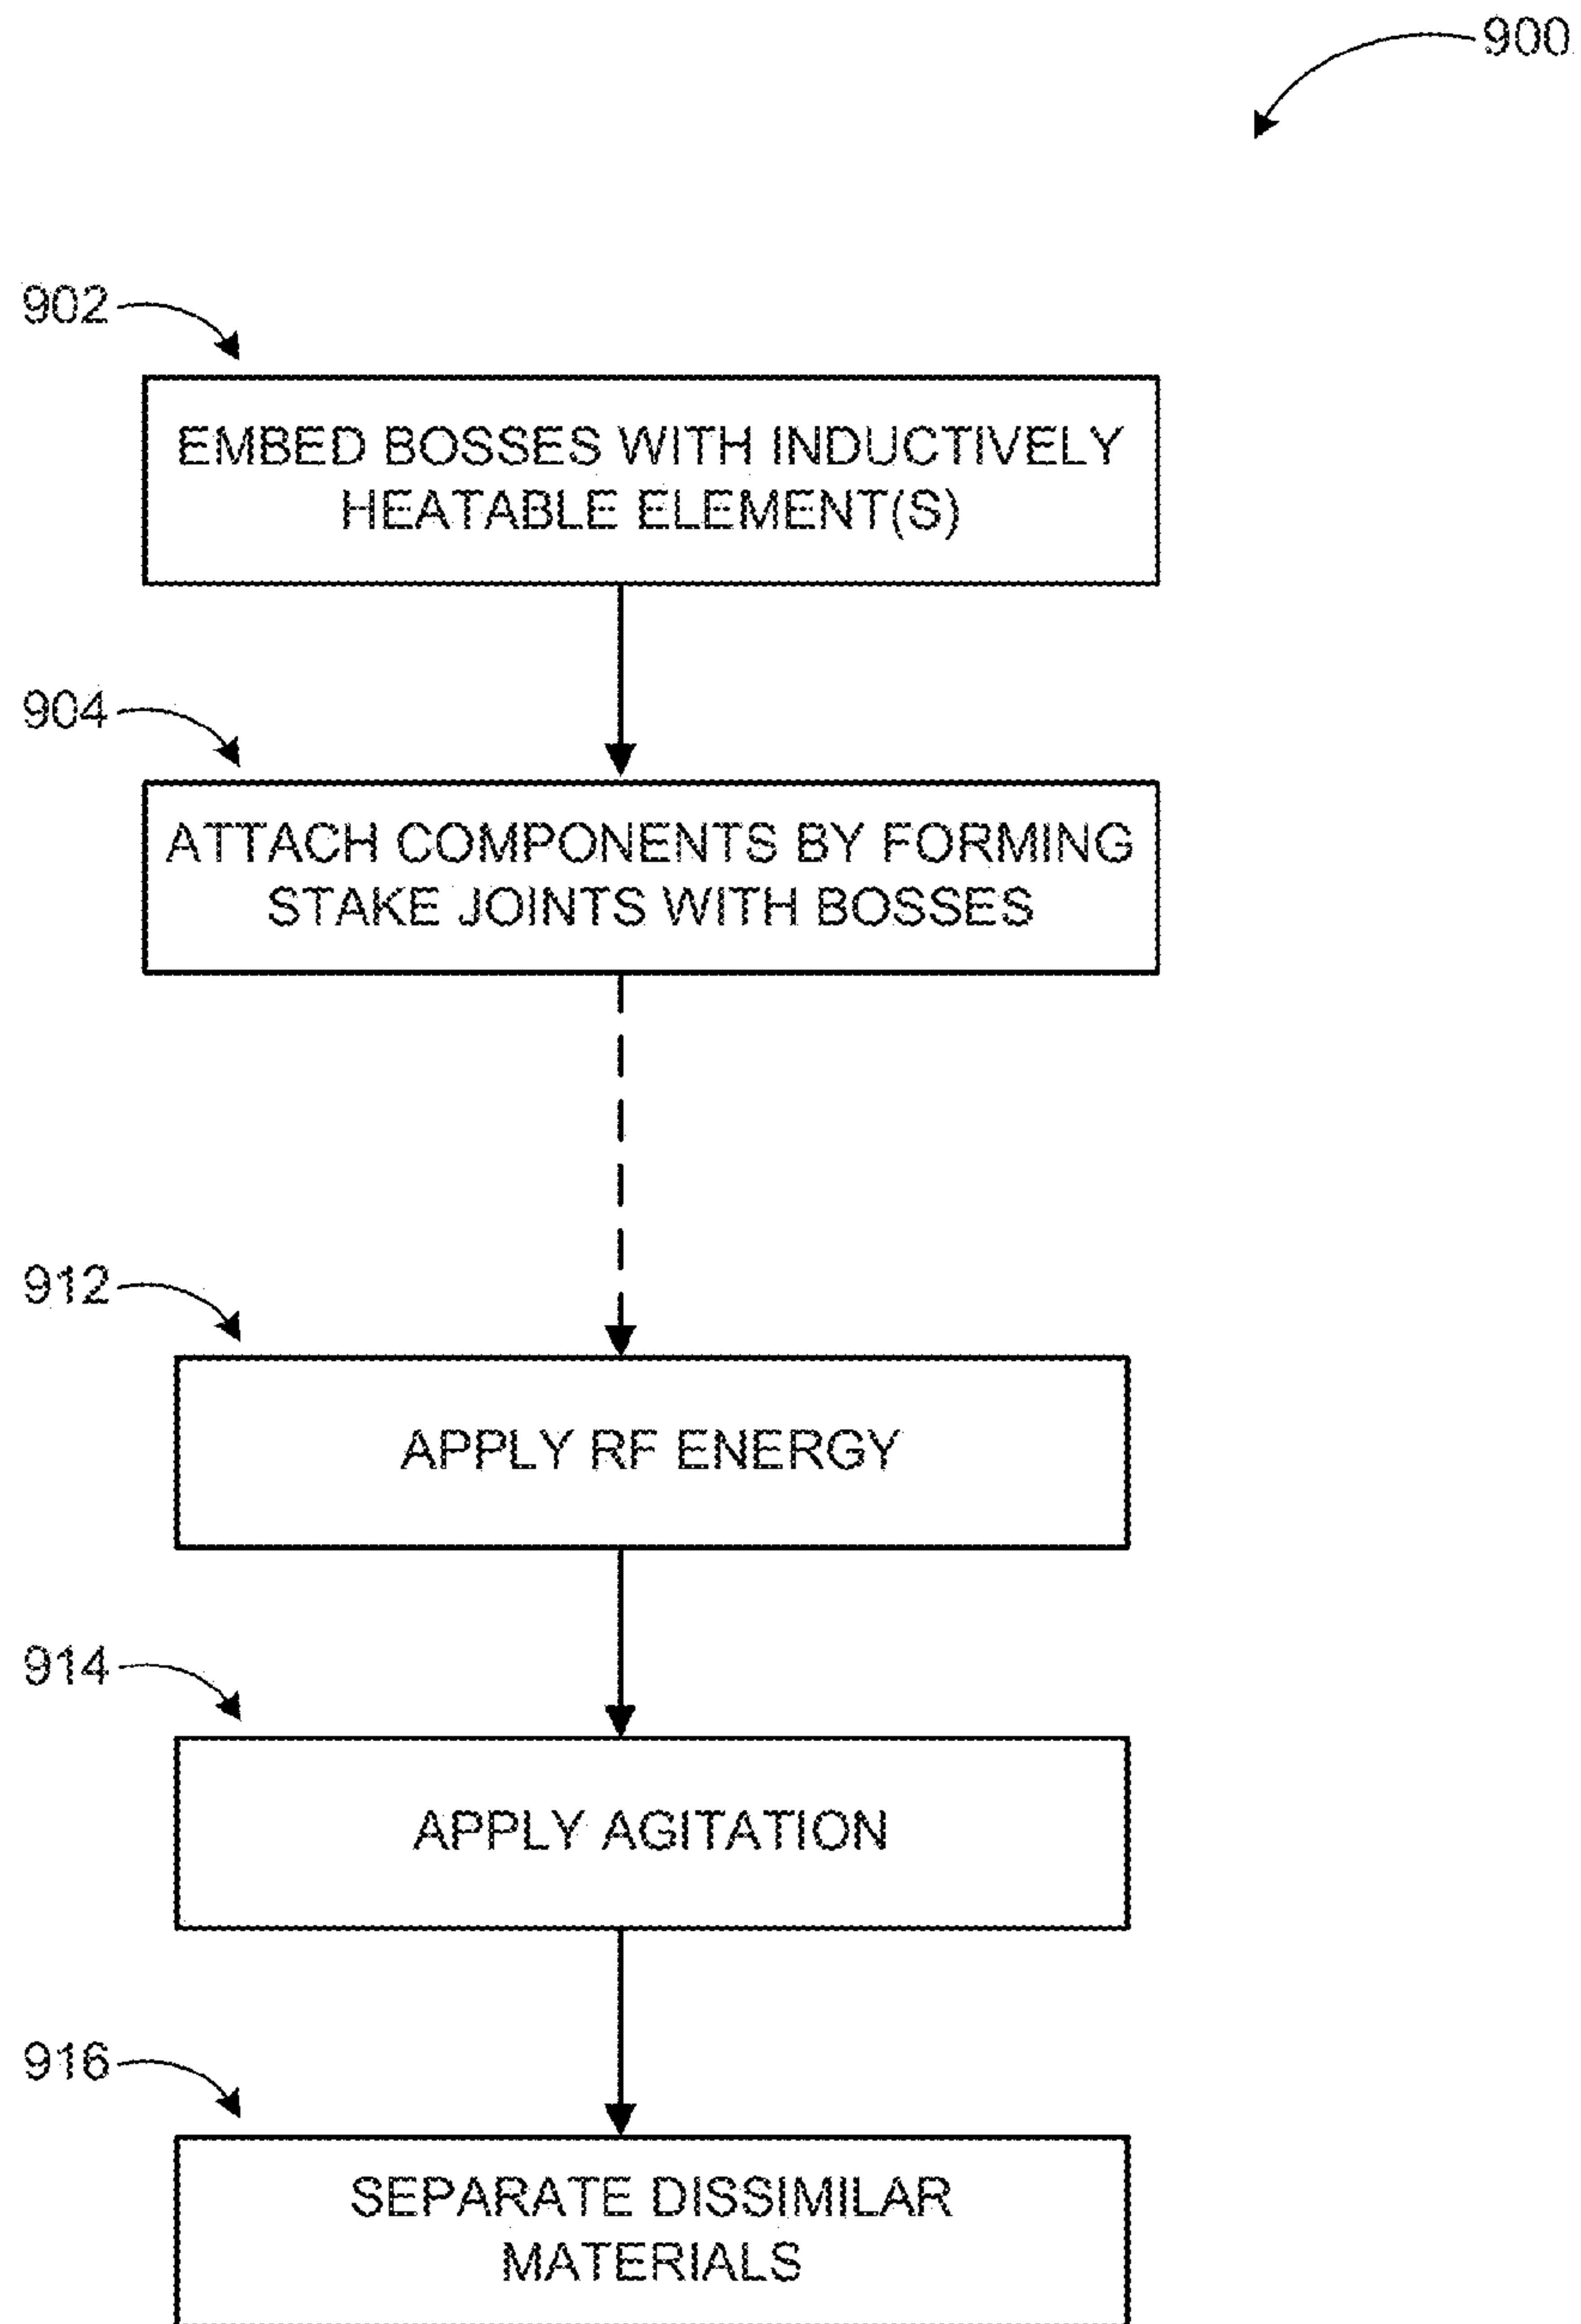 900
902
EMBED BOSSES WITH INDUCTIVELY
HEATABLE ELEMENT(S)
904
ATTACH COMPONENTS BY FORMING
STAKE JOINTS WITH BOSSES
912
APPLY RF ENERGY
914
APPLY AGITATION
916
SEPARATE DISSIMILAR
MATERIALS